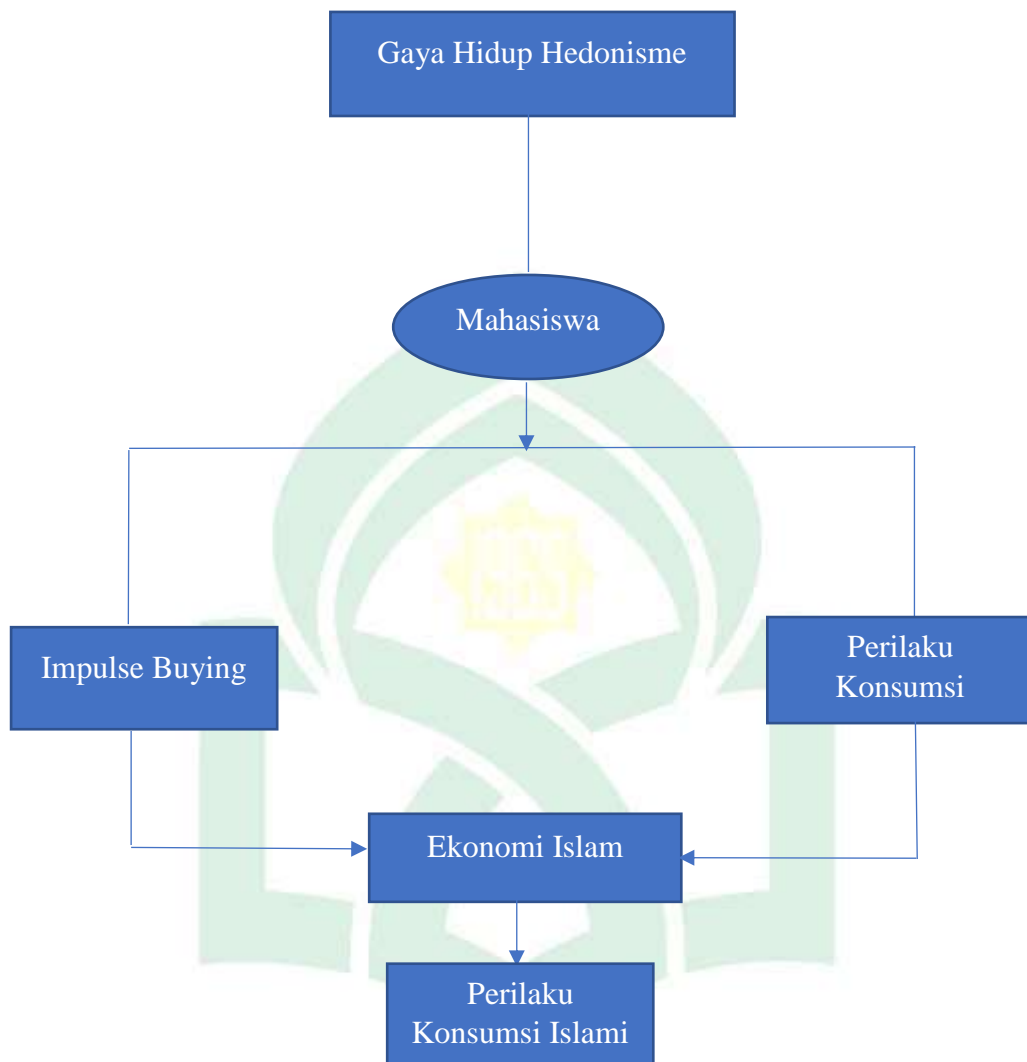 Gaya Hidup Hedonisme
Mahasiswa
Impulse Buying
Perilaku
Konsumsi
Ekonomi Islam
Perilaku
Konsumsi Islami